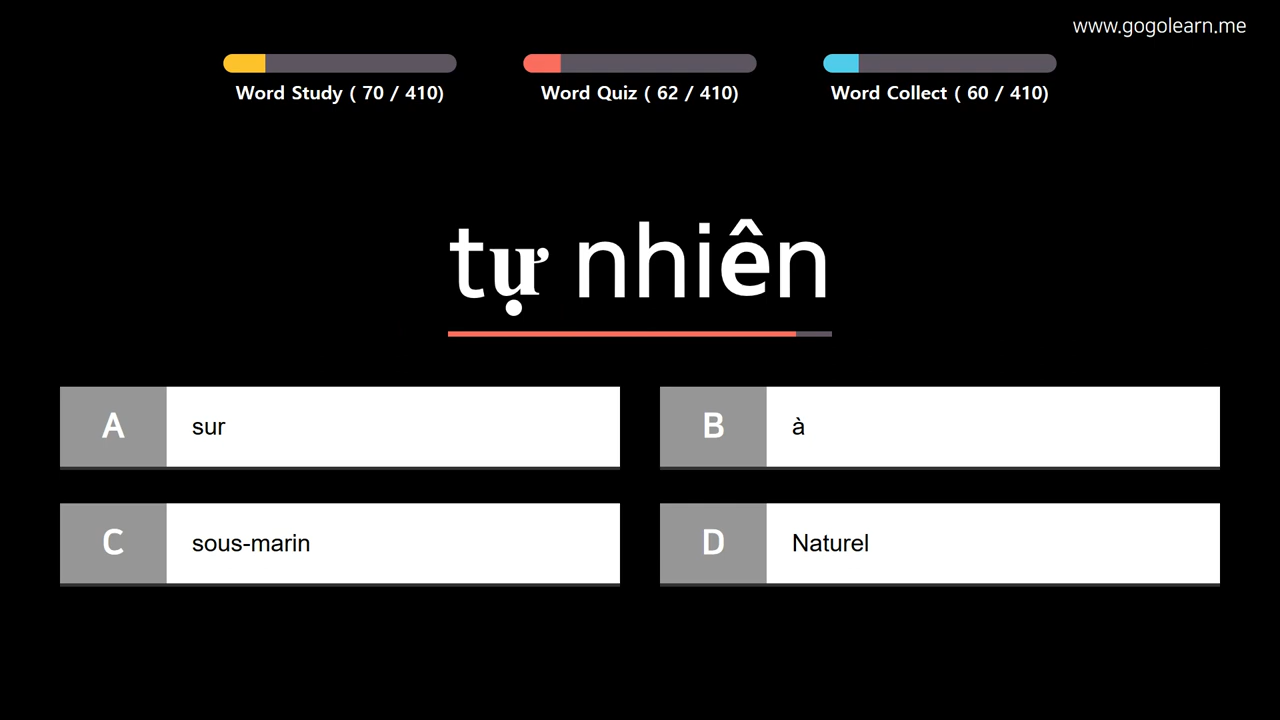 www.gogolearn.me
Word Study ( 70 / 410)
Word Quiz ( 62 / 410)
Word Collect ( 60 / 410)
tự nhiên
A sur
B à
C sous-marin
D Naturel